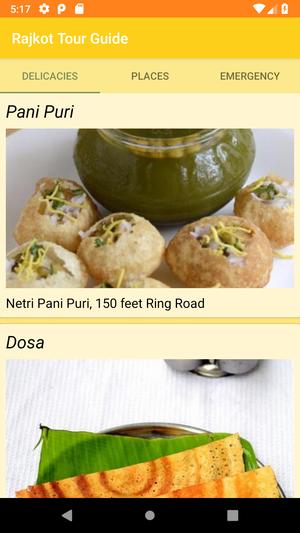 5:17
Rajkot Tour Guide
DELICACIES PLACES EMERGENCY
Pani Puri
Netri Pani Puri, 150 feet Ring Road
Dosa